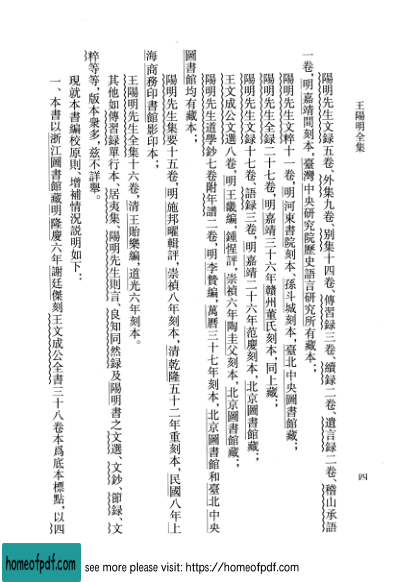 王陽明全集
四
陽明先生文録五卷、外集九卷、别集十四卷、傳習録三卷、續録二卷、遺言録二卷、稽山承語
一卷,明嘉靖間刻本,臺灣中央研究院歷史語言研究所有藏本;
陽明先生文粹十一卷,明河東書院刻本、孫斗城刻本,臺北中央圖書館藏;
陽明先生全録二十七卷,明嘉靖三十六年贛州董氏刻本,同上藏;
陽明先生文録十七卷、語録三卷,明嘉靖二十六年范慶刻本,北京圖書館藏;
王文成公文選八卷,明王畿編,鍾惺評,崇禎六年陶圭父刻本,北京圖書館藏;
陽明先生道學鈔七卷附年譜二卷,明李贄編,萬曆三十七年刻本,北京圖書館和臺北中央
圖書館均有藏本;
陽明先生集要十五卷,明施邦曜輯評,崇禎八年刻本,清乾隆五十二年重刻本,民國八年上
海商務印書館影印本;
王陽明先生全集十六卷,清王貽樂編,道光六年刻本。
其他如傳習録單行本、居夷集、陽明先生則言、良知同然録及陽明書之文選、文鈔、節録、文
粹等等,版本衆多,兹不詳舉。
現就本書編校原則、增補情況説明如下:
一、本書以浙江圖書館藏明隆慶六年謝廷傑刻王文成公全書三十八卷本爲底本標點,以四
homeofpdf.com
see more please visit: https://homeofpdf.com